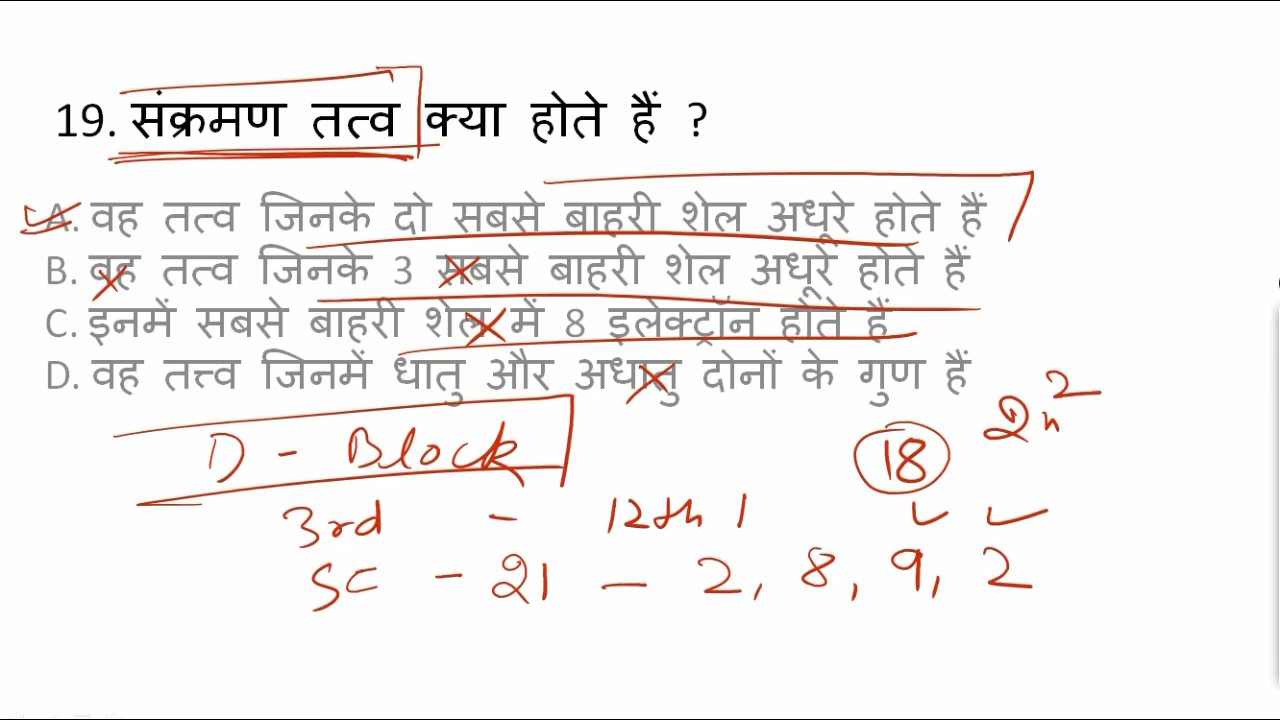 19. संक्रमण तत्व क्या होते हैं ?
A. वह तत्व जिनके दो सबसे बाहरी शेल अधूरे होते हैं
B. वह तत्व जिनके 3 सबसे बाहरी शेल अधूरे होते हैं
C. इनमें सबसे बाहरी शेल में 8 इलेक्ट्रॉन होते हैं
D. वह तत्त्व जिनमें धातु और अधातु दोनों के गुण हैं
D - Block 18 2n²
3rd - 12th
SC - 21 - 2, 8, 9, 2